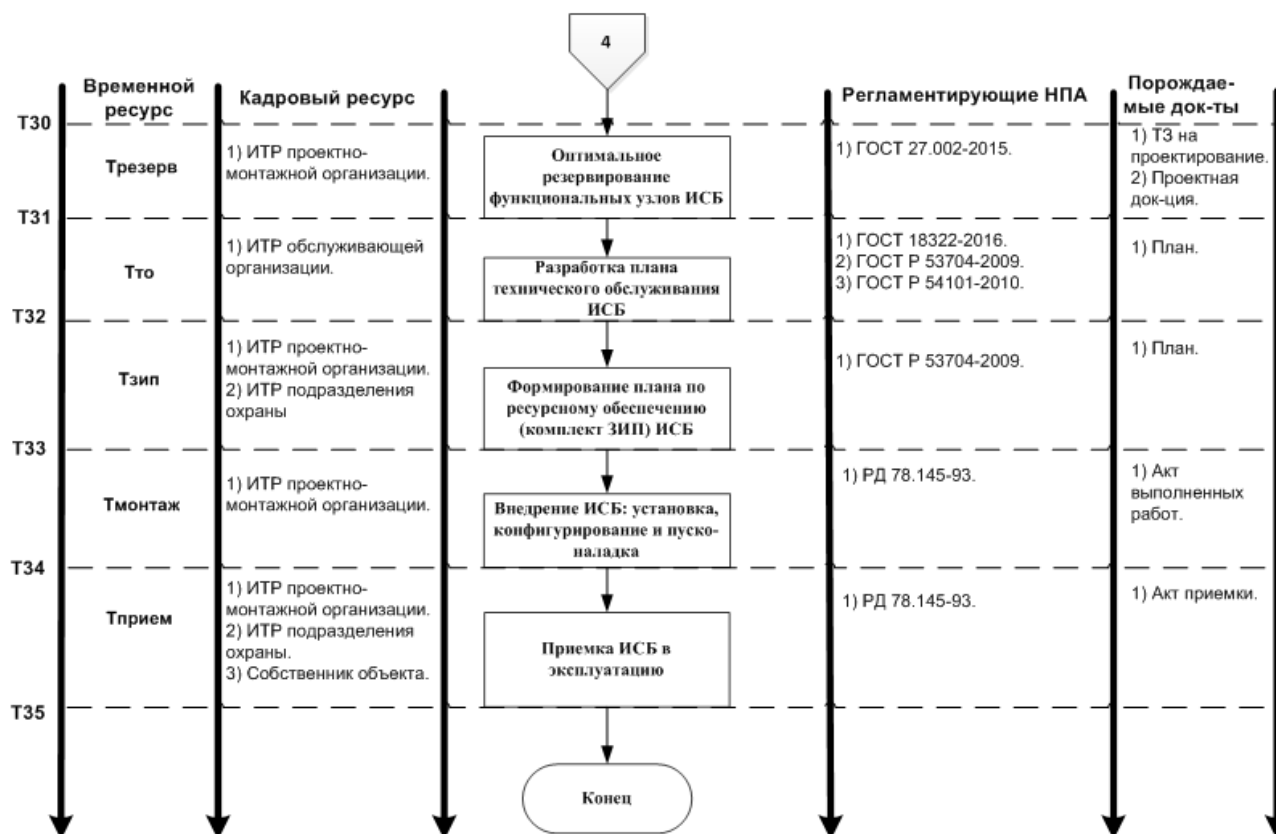 4
Временной
ресурс
Кадровый ресурс
Регламентирующие НПА
Порождае-
мые док-ты
Т30
Трезерв
1) ИТР проектно-
монтажной организации.
Оптимальное
резервирование
функциональных узлов ИСБ
1) ГОСТ 27.002-2015.
1) ТЗ на
проектирование.
2) Проектная
док-ция.
Т31
Тто
1) ИТР обслуживающей
организации.
Разработка плана
технического обслуживания
ИСБ
1) ГОСТ 18322-2016.
2) ГОСТ Р 53704-2009.
3) ГОСТ Р 54101-2010.
1) План.
Т32
Тзип
1) ИТР проектно-
монтажной организации.
2) ИТР подразделения
охраны
Формирование плана по
ресурсному обеспечению
(комплект ЗИП) ИСБ
1) ГОСТ Р 53704-2009.
1) План.
Т33
Тмонтаж
1) ИТР проектно-
монтажной организации.
Внедрение ИСБ: установка,
конфигурирование и пуско-
наладка
1) РД 78.145-93.
1) Акт
выполненных
работ.
Т34
Тприем
1) ИТР проектно-
монтажной организации.
2) ИТР подразделения
охраны.
3) Собственник объекта.
Приемка ИСБ в
эксплуатацию
1) РД 78.145-93.
1) Акт приемки.
Т35
Конец